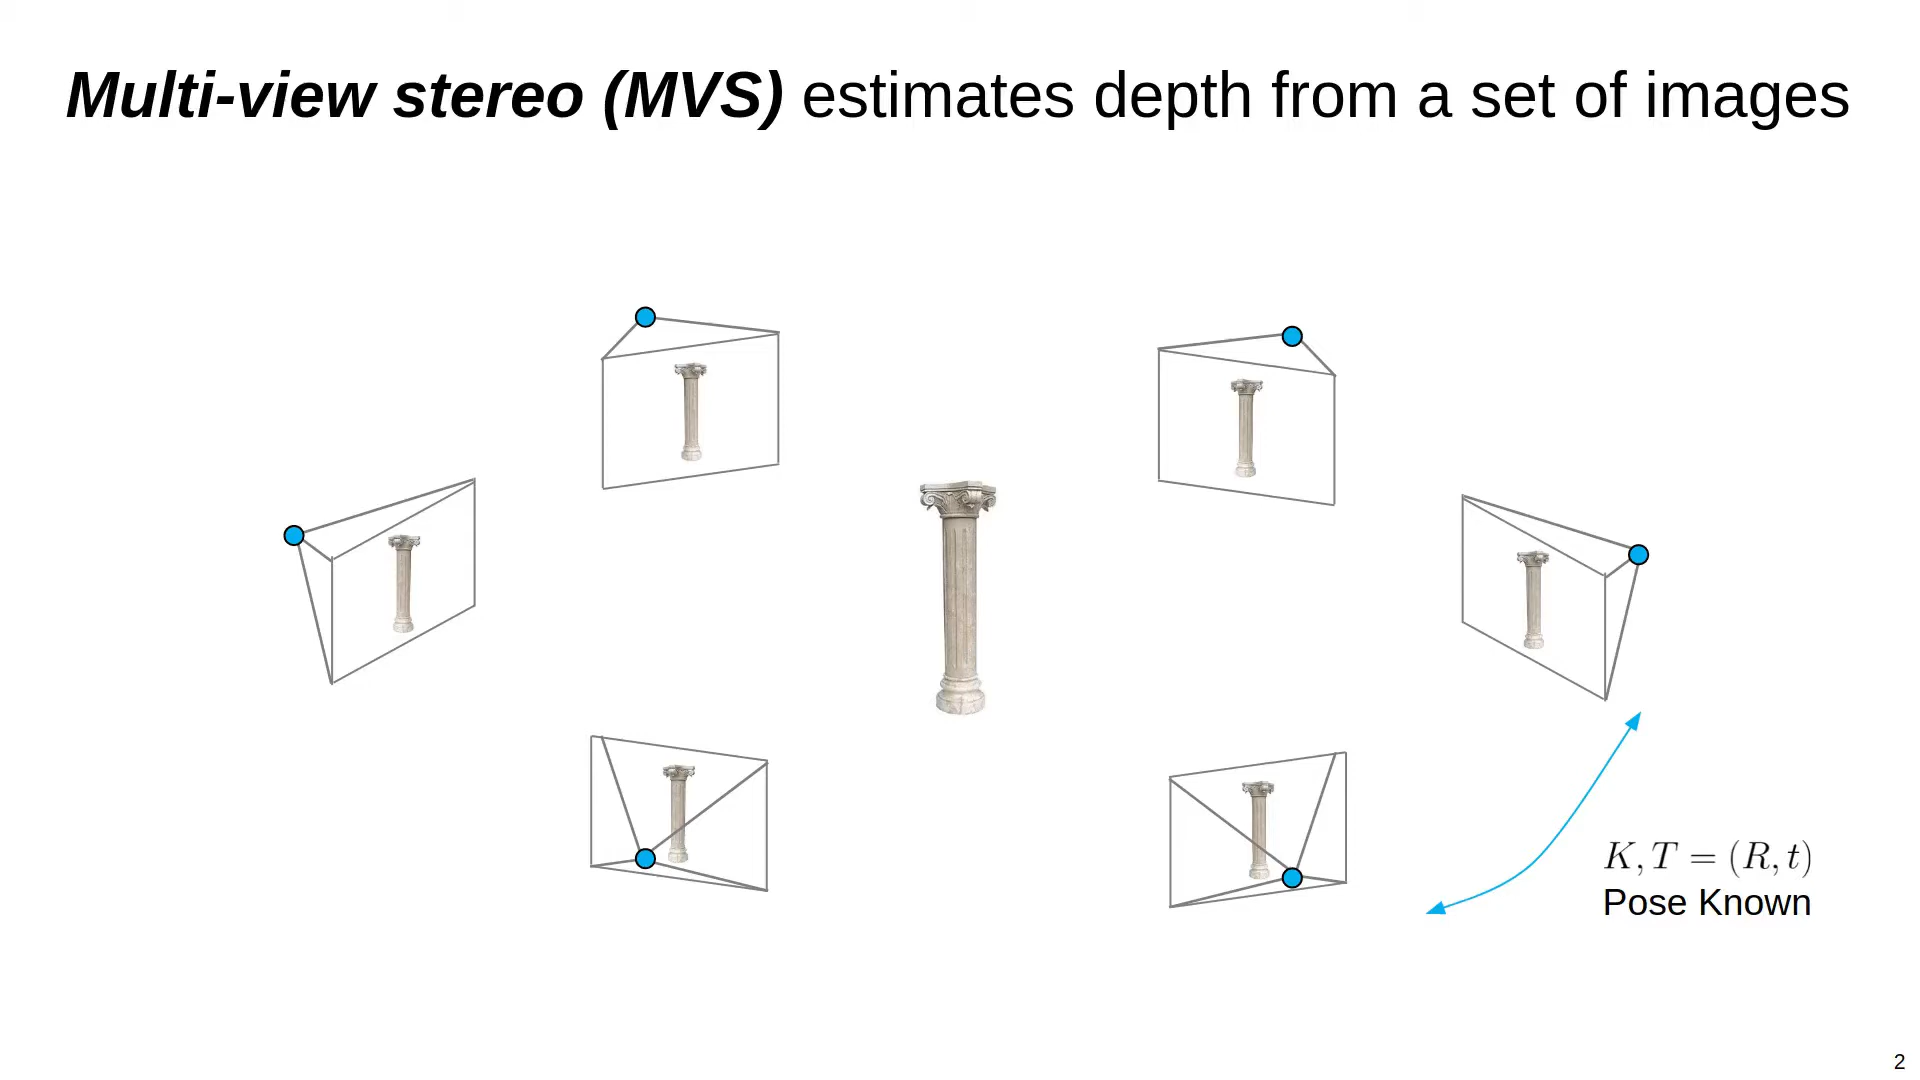 Multi-view stereo (MVS) estimates depth from a set of images
K, T = (R, t)
Pose Known
2